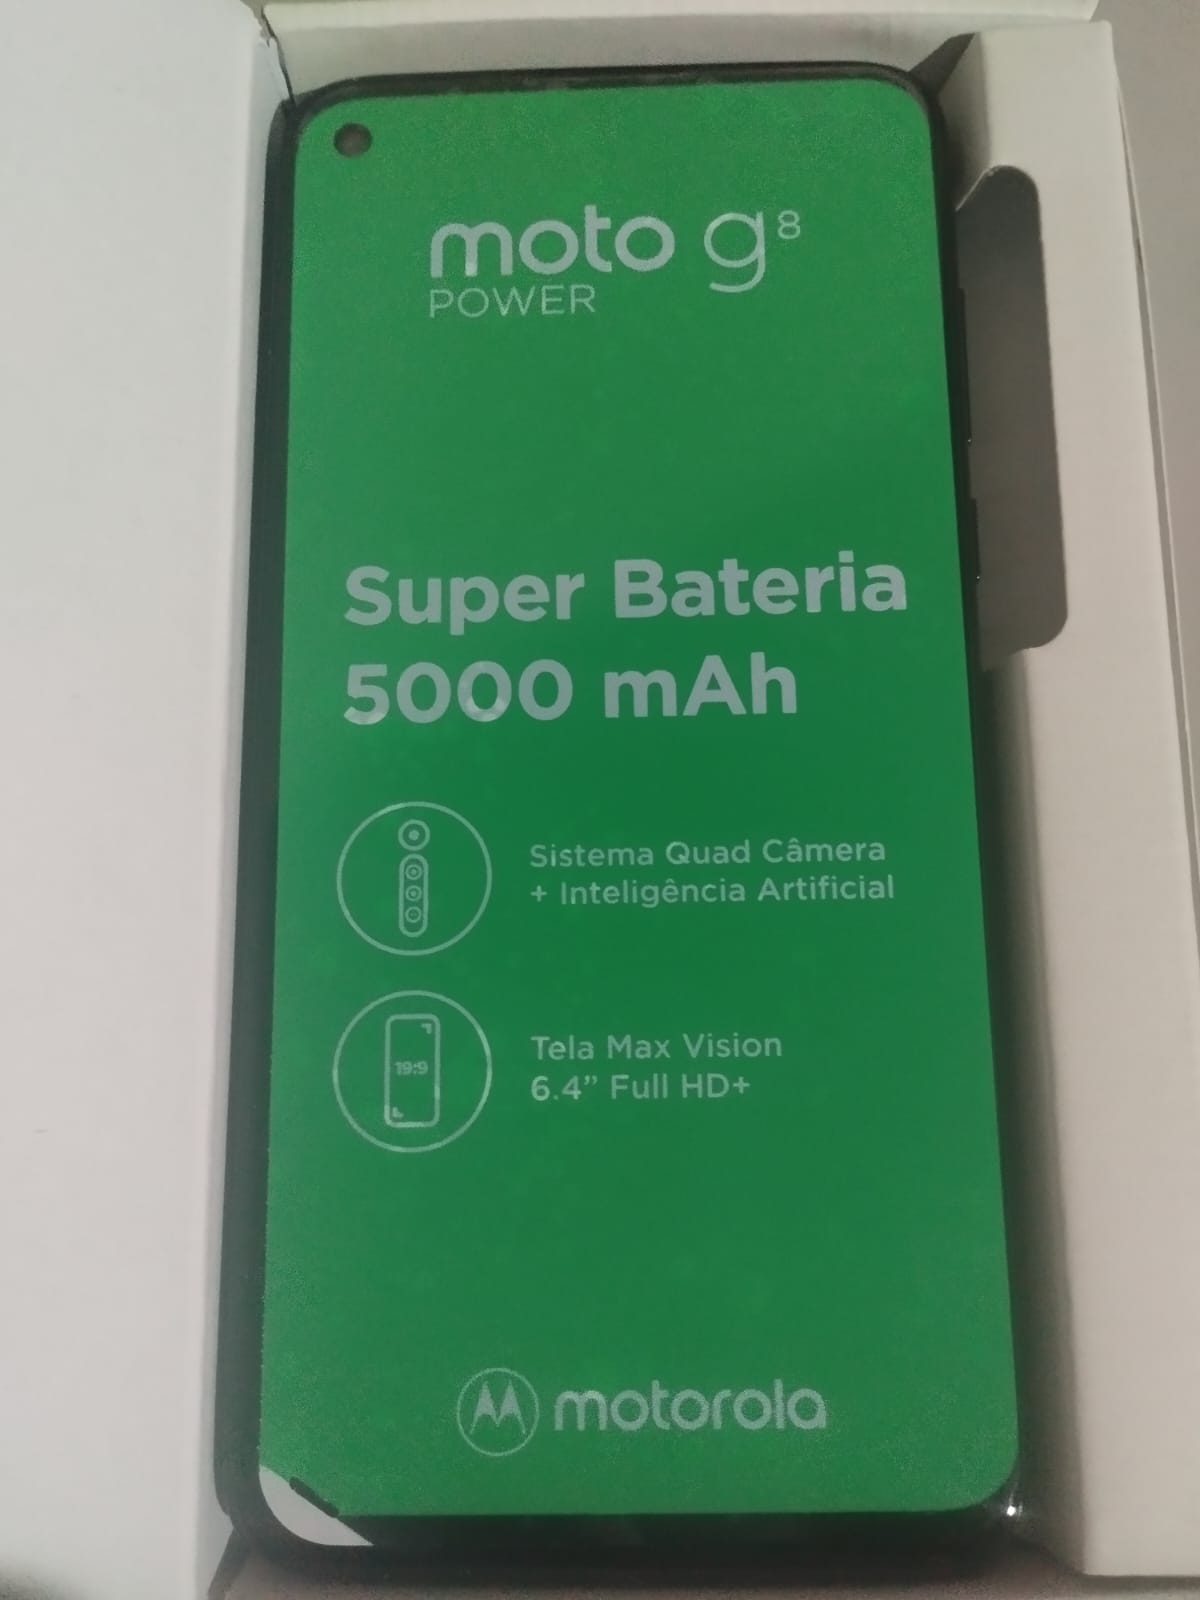 moto g8
POWER
Super Bateria
5000 mAh
Sistema Quad Câmera
+ Inteligência Artificial
19:9
Tela Max Vision
6.4” Full HD+
motorola